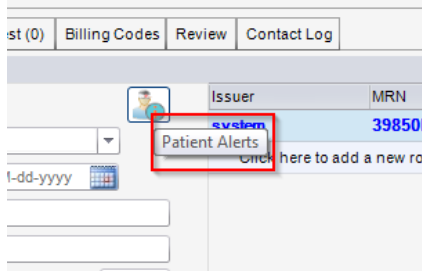 est (0) Billing Codes Review Contact Log
Issuer MRN
system 39850
Patient Alerts
Click here to add a new ro
M-dd-yyyy